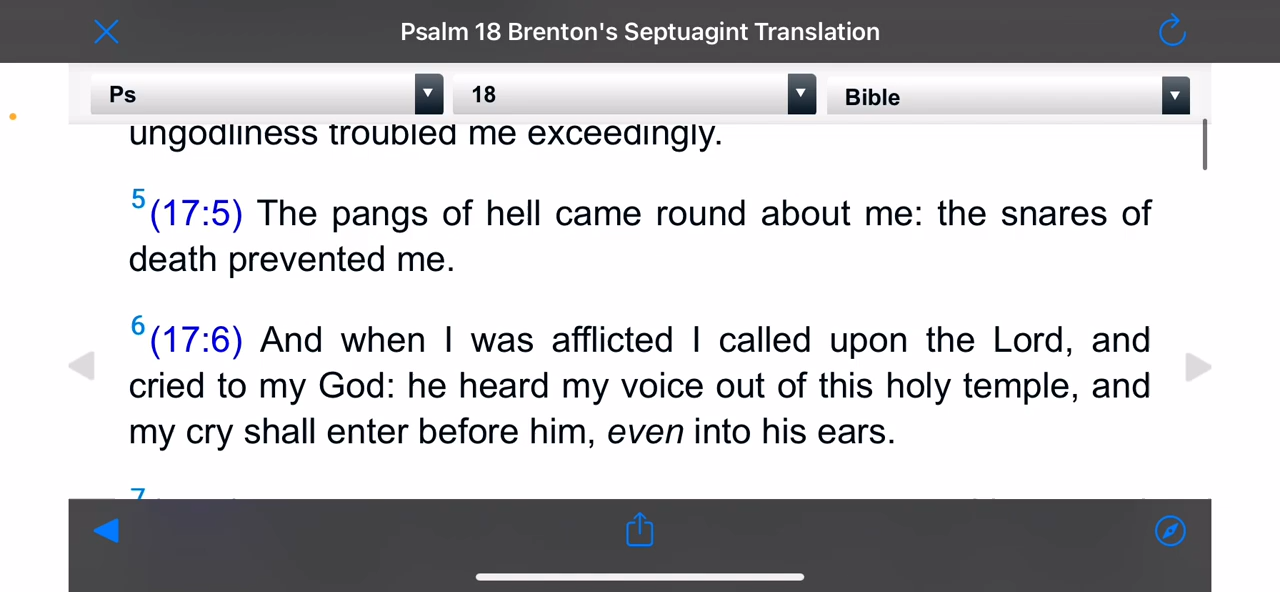 Psalm 18 Brenton's Septuagint Translation
Ps 18 Bible
ungodliness troubled me exceedingly.
5 (17:5) The pangs of hell came round about me: the snares of
death prevented me.
6 (17:6) And when I was afflicted I called upon the Lord, and
cried to my God: he heard my voice out of this holy temple, and
my cry shall enter before him, even into his ears.
7